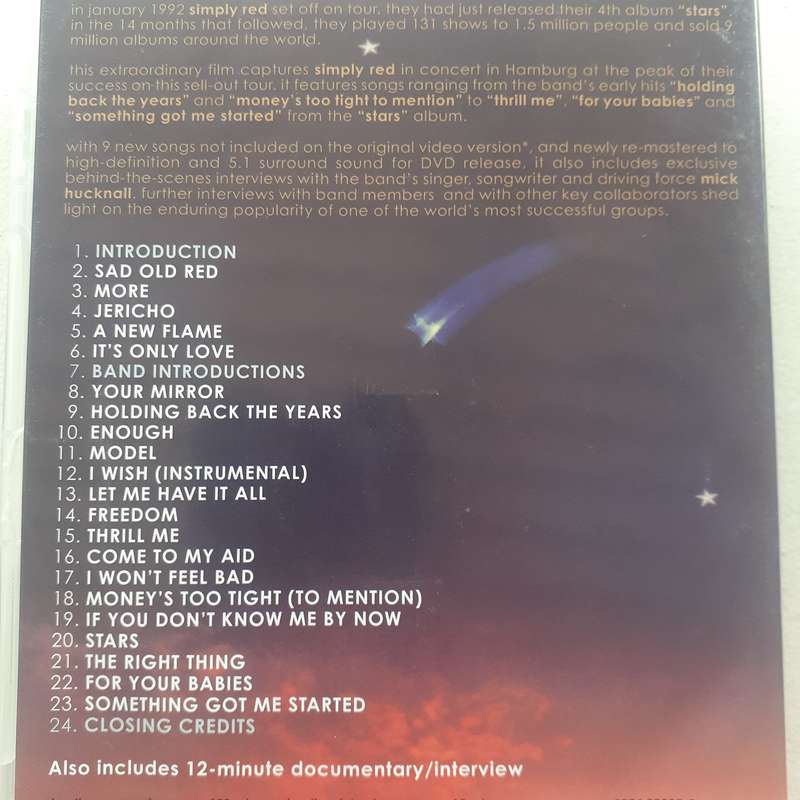 in january 1992 simply red set off on tour, they had just released their 4th album "stars".
in the 14 months that followed, they played 131 shows to 1.5 million people and sold 9
million albums around the world.
this extraordinary film captures simply red in concert in Hamburg at the peak of their
success on this sell-out tour. it features songs ranging from the band's early hits "holding
back the years" and "money's too tight to mention" to "thrill me", "for your babies" and
"something got me started" from the "stars" album.
with 9 new songs not included on the original video version*, and newly re-mastered to
high-definition and 5.1 surround sound for DVD release, it also includes exclusive
behind-the-scenes interviews with the band's singer, songwriter and driving force mick
hucknall. further interviews with band members and with other key collaborators shed
light on the enduring popularity of one of the world's most successful groups.
1. INTRODUCTION
2. SAD OLD RED
3. MORE
4. JERICHO
5. A NEW FLAME
6. IT'S ONLY LOVE
7. BAND INTRODUCTIONS
8. YOUR MIRROR
9. HOLDING BACK THE YEARS
10. ENOUGH
11. MODEL
12. I WISH (INSTRUMENTAL)
13. LET ME HAVE IT ALL
14. FREEDOM
15. THRILL ME
16. COME TO MY AID
17. I WON'T FEEL BAD
18. MONEY'S TOO TIGHT (TO MENTION)
19. IF YOU DON'T KNOW ME BY NOW
20. STARS
21. THE RIGHT THING
22. FOR YOUR BABIES
23. SOMETHING GOT ME STARTED
24. CLOSING CREDITS
Also includes 12-minute documentary/interview